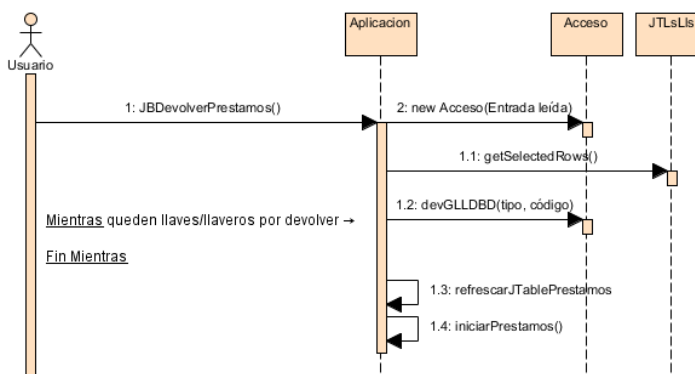 Aplicacion
Acceso
JTLsLls
Usuario
1: JBDevolverPrestamos()
2: new Acceso(Entrada leída)
1.1: getSelectedRows()
Mientras queden llaves/llaveros por devolver →
1.2: devGLLDBD(tipo, código)
Fin Mientras
1.3: refrescarJTablePrestamos
1.4: iniciarPrestamos()